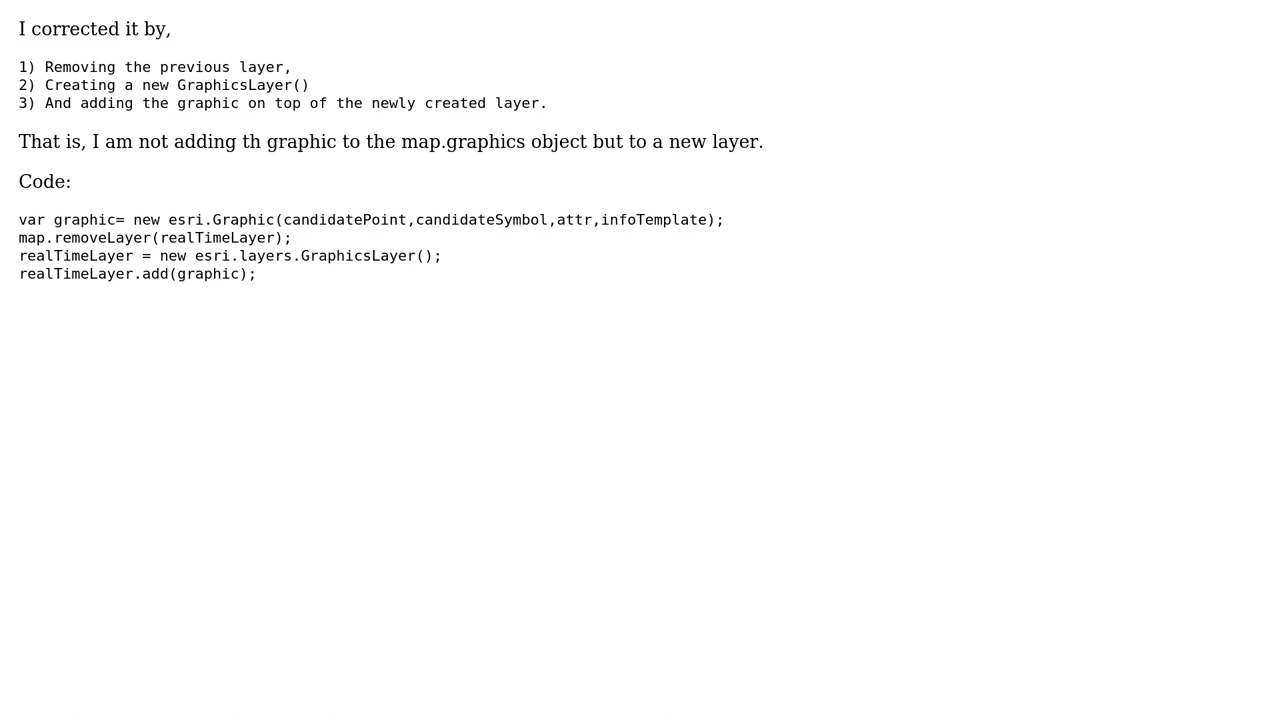 I corrected it by,
1) Removing the previous layer,
2) Creating a new GraphicsLayer()
3) And adding the graphic on top of the newly created layer.
That is, I am not adding th graphic to the map.graphics object but to a new layer.
Code:
var graphic= new esri.Graphic(candidatePoint,candidateSymbol,attr,infoTemplate);
map.removeLayer(realTimeLayer);
realTimeLayer = new esri.layers.GraphicsLayer();
realTimeLayer.add(graphic);